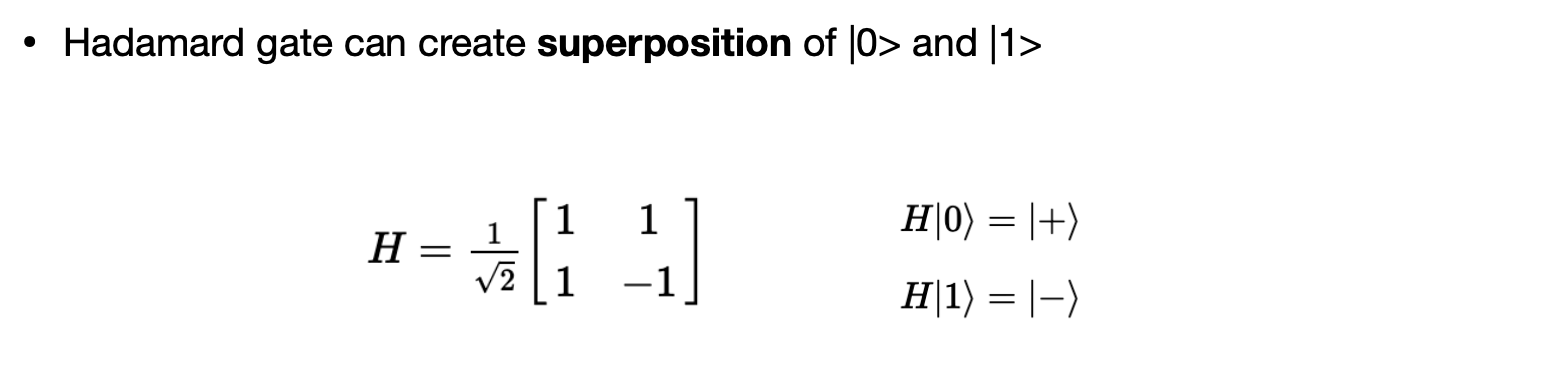 • Hadamard gate can create superposition of |0> and |1>
H = 1/√2 [1 1; 1 −1]
H|0⟩ = |+⟩
H|1⟩ = |−⟩